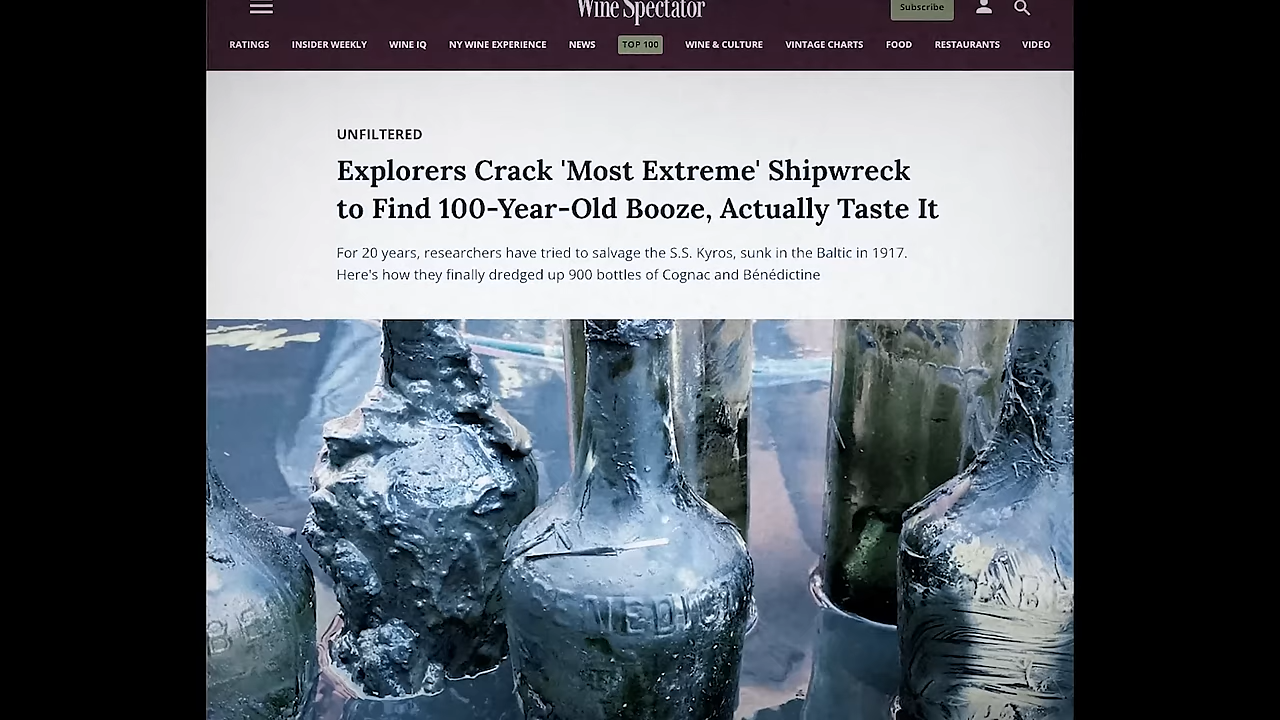 Wine Spectator
Subscribe
RATINGS INSIDER WEEKLY WINE IQ NY WINE EXPERIENCE NEWS TOP 100 WINE & CULTURE VINTAGE CHARTS FOOD RESTAURANTS VIDEO
UNFILTERED
Explorers Crack 'Most Extreme' Shipwreck
to Find 100-Year-Old Booze, Actually Taste It
For 20 years, researchers have tried to salvage the S.S. Kyros, sunk in the Baltic in 1917.
Here's how they finally dredged up 900 bottles of Cognac and Bénédictine